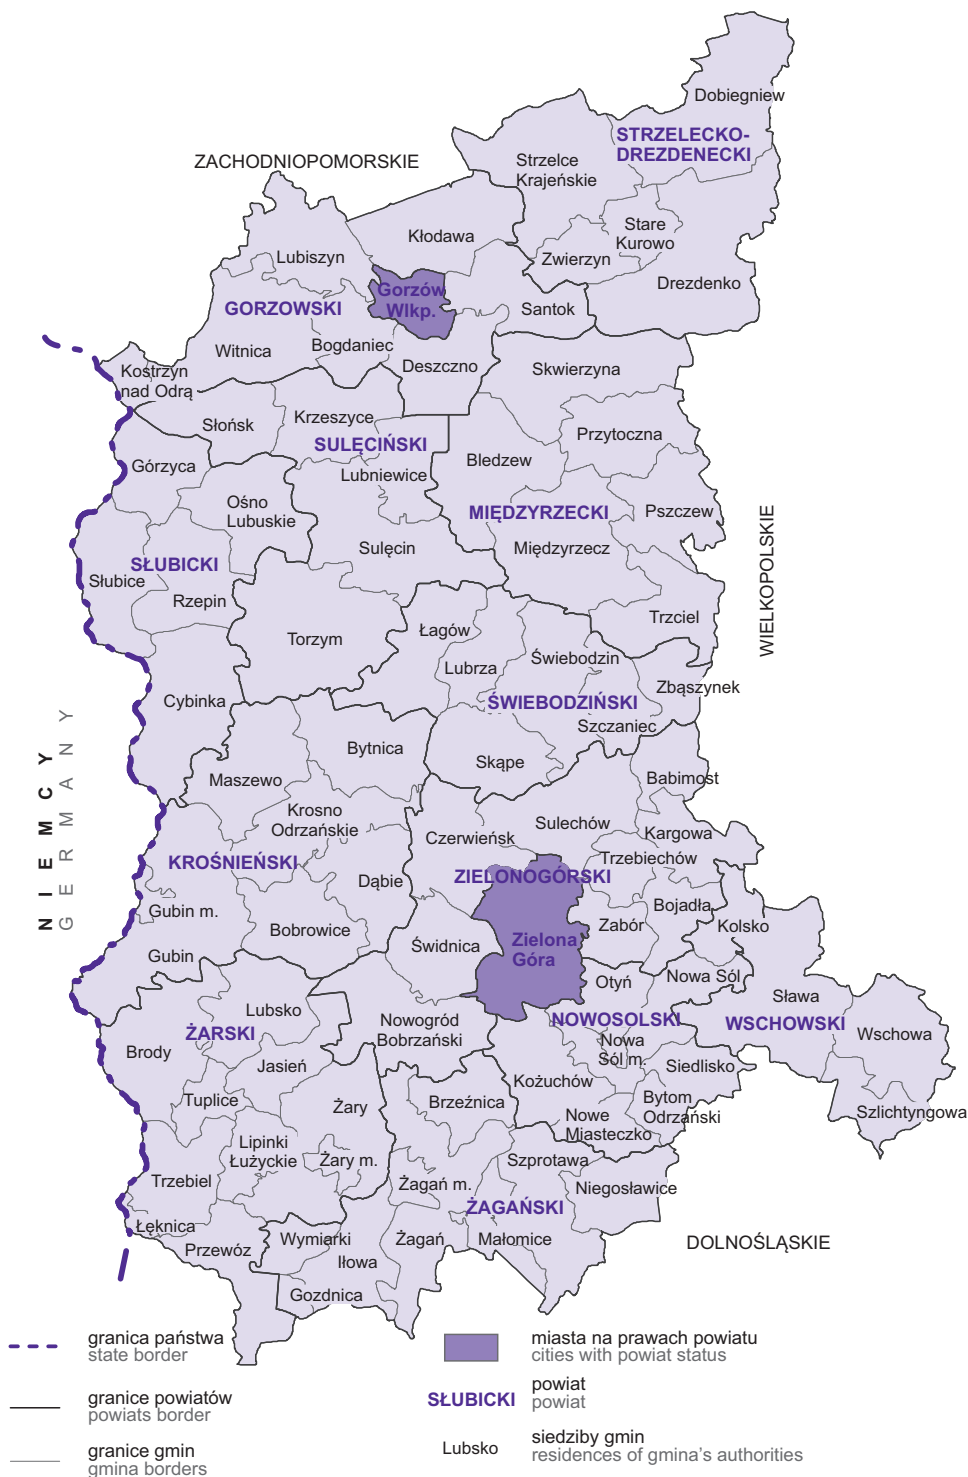 Dobiegniew
STRZELECKO-
DREZDENECKI
ZACHODNIOPOMORSKIE
Strzelce
Krajeńskie
Stare
Kurowo
Kłodawa
Lubiszyn
Zwierzyn
Drezdenko
Gorzów
Wlkp.
GORZOWSKI
Santok
Bogdaniec
Witnica
Deszczno
Skwierzyna
Kostrzyn
nad Odrą
Krzeszyce
Słońsk
Przytoczna
SULĘCIŃSKI
Bledzew
Górzyca
Lubniewice
Ośno
Lubuskie
MIĘDZYRZECKI
Pszczew
Sulęcin
Międzyrzecz
SŁUBICKI
Słubice
Rzepin
WIELKOPOLSKIE
Trzciel
Łagów
Torzym
Świebodzin
Lubrza
Zbąszynek
Cybinka
ŚWIEBODZIŃSKI
Szczaniec
Bytnica
Skąpe
Maszewo
Babimost
NIEMCY
GERMANY
Krosno
Odrzańskie
Sulechów
Czerwieńsk
Kargowa
Trzebiechów
KROŚNIEŃSKI
ZIELONOGÓRSKI
Dąbie
Bojadła
Gubin m.
Zabór
Kolsko
Bobrowice
Świdnica
Zielona
Góra
Gubin
Otyń
Nowa Sól
Sława
Lubsko
Nowogród
Bobrzański
NOWOSOLSKI
WSCHOWSKI
ŻARSKI
Wschowa
Nowa
Sól m.
Brody
Jasień
Siedlisko
Kożuchów
Tuplice
Żary
Brzeźnica
Bytom
Odrzański
Nowe
Miasteczko
Szlichtyngowa
Lipinki
Łużyckie
Żary m.
Szprotawa
Trzebiel
Żagań m.
Niegosławice
ŻAGAŃSKI
Łęknica
Wymiarki
Żagań
Małomice
DOLNOŚLĄSKIE
Przewóz
Iłowa
Gozdnica
granica państwa
state border
granice powiatów
powiats border
granice gmin
gmina borders
miasta na prawach powiatu
cities with powiat status
SŁUBICKI
powiat
powiat
Lubsko
siedziby gmin
residences of gmina's authorities